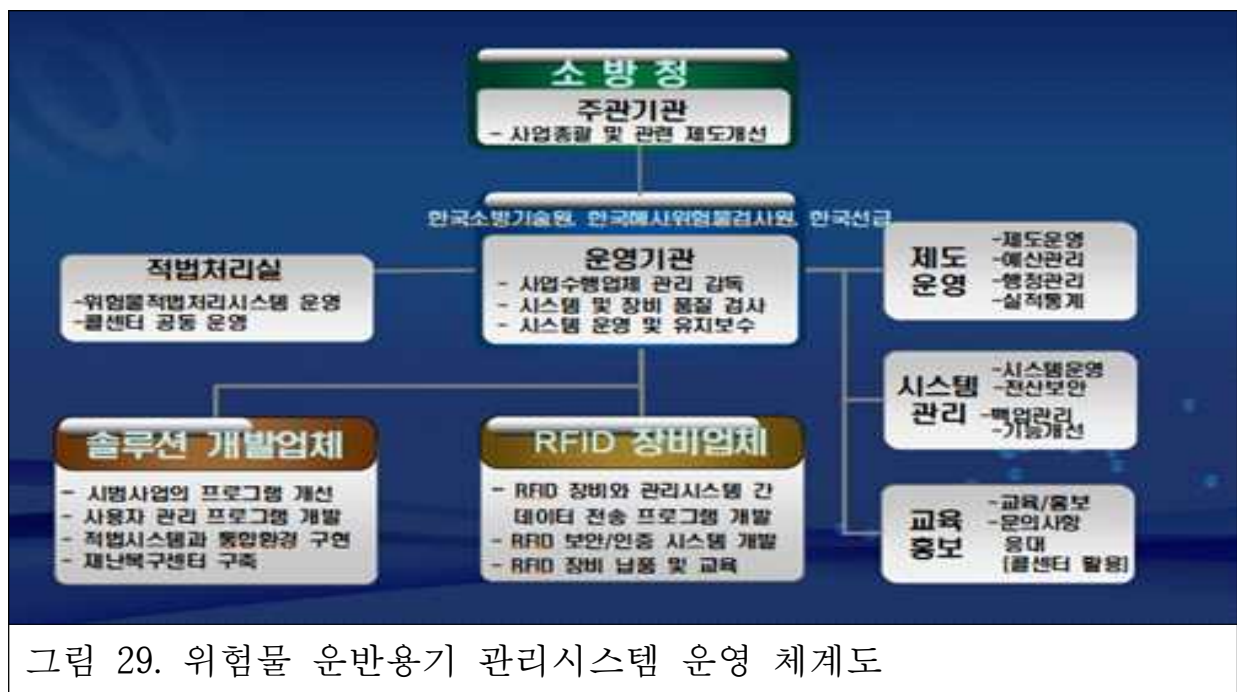 소 방 청
주관기관
- 사업총괄 및 관련 제도개선
한국소방기술원, 한국해사위험물검사원, 한국선급
운영기관
- 사업수행업체 관리 감독
- 시스템 및 장비 품질 검사
- 시스템 운영 및 유지보수
적법처리실
-위험물적법처리시스템 운영
-콜센터 공동 운영
제도
운영
-제도운영
-예산관리
-행정관리
-실적통계
시스템
관리
-시스템운영
-전산보안
-백업관리
-기능개선
교육
홍보
-교육/홍보
-문의사항
응대
[콜센터 활용]
솔루션 개발업체
- 시범사업의 프로그램 개선
- 사용자 관리 프로그램 개발
- 적법시스템과 통합환경 구현
- 재난복구센터 구축
RFID 장비업체
- RFID 장비와 관리시스템 간
데이터 전송 프로그램 개발
- RFID 보안/인증 시스템 개발
- RFID 장비 납품 및 교육
그림 29. 위험물 운반용기 관리시스템 운영 체계도